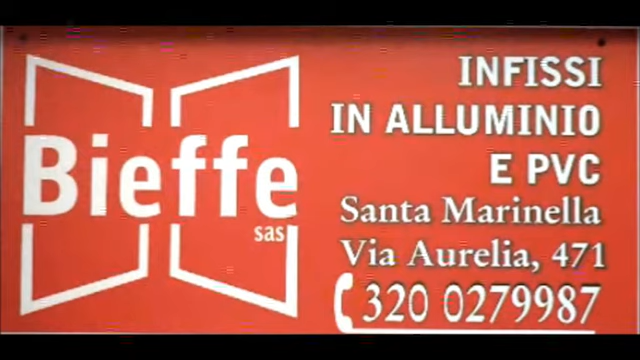 Bieffe
sas
INFISSI
IN ALLUMINIO
E PVC
Santa Marinella
Via Aurelia, 471
320 0279987